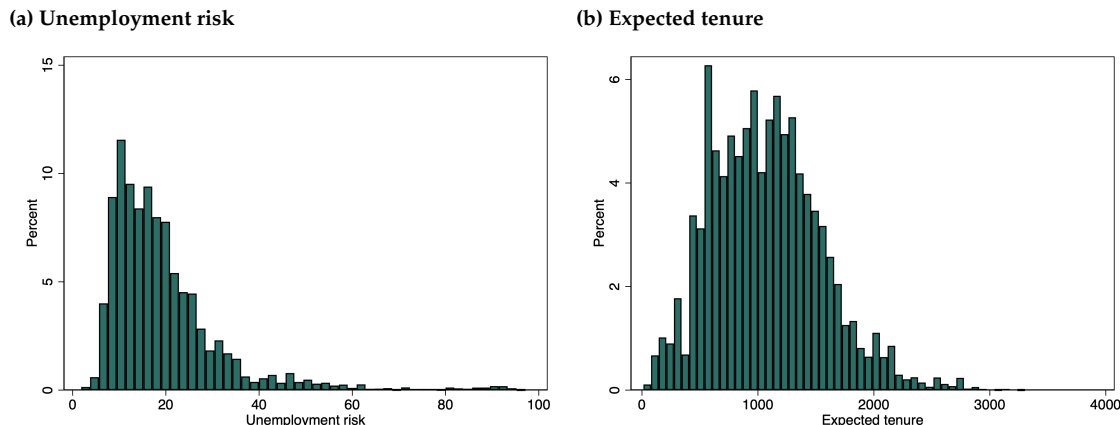 (a) Unemployment risk
15
10
5
0
Percent
0 20 40 60 80 100
Unemployment risk
(b) Expected tenure
6
4
2
0
Percent
0 1000 2000 3000 4000
Expected tenure